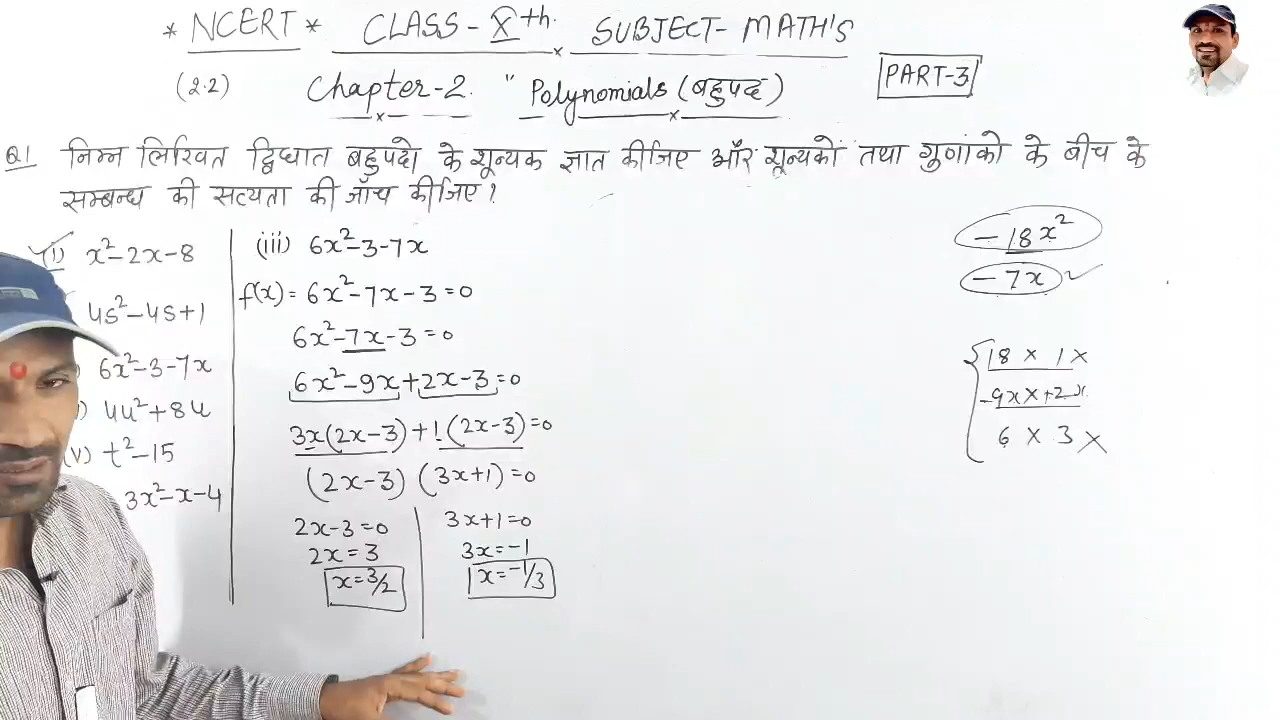 * NCERT * CLASS - Xth. SUBJECT - MATH'S
(2.2) Chapter-2. " Polynomials (बहुपद)
PART-3
Q1 निम्न लिखित द्विघात बहुपदो के शून्यक ज्ञात कीजिए और शून्यकों तथा गुणांको के बीच के
सम्बन्ध की सत्यता की जाँच कीजिए।
(i) x²-2x-8
4s²-4s+1
6x²-3-7x
4u²+8u
(v) t²-15
3x²-x-4
(iii) 6x²-3-7x
f(x) = 6x²-7x-3=0
6x²-7x-3=0
6x²-9x+2x-3=0
3x(2x-3)+1(2x-3)=0
(2x-3) (3x+1)=0
2x-3=0
2x=3
x=3/2
3x+1=0
3x=-1
x=-1/3
-18x²
-7x ✓
18 × 1 ×
-9x × +2x
6 × 3 ×